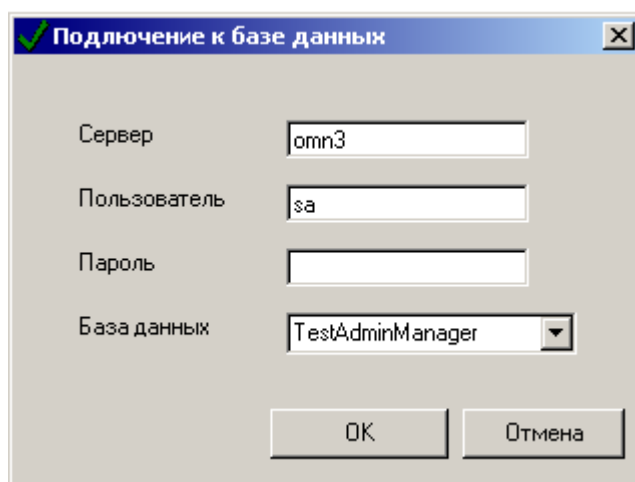 Подлючение к базе данных
Сервер
omn3
Пользователь
sa
Пароль
База данных
TestAdminManager
OK
Отмена